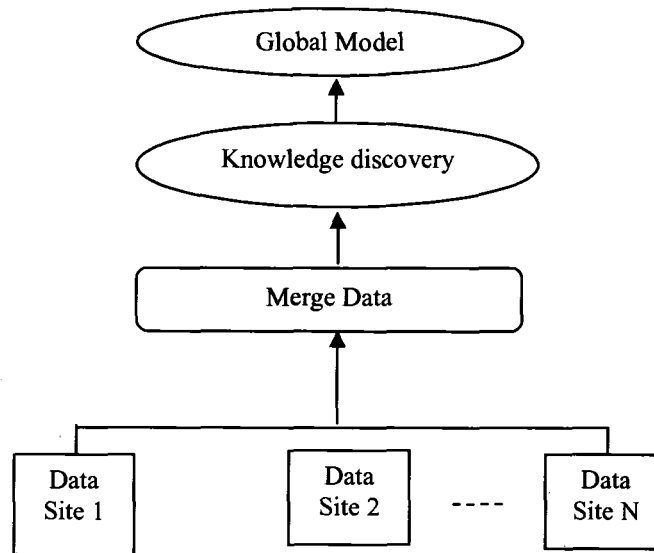 Global Model
Knowledge discovery
Merge Data
Data
Site 1
Data
Site 2
Data
Site N